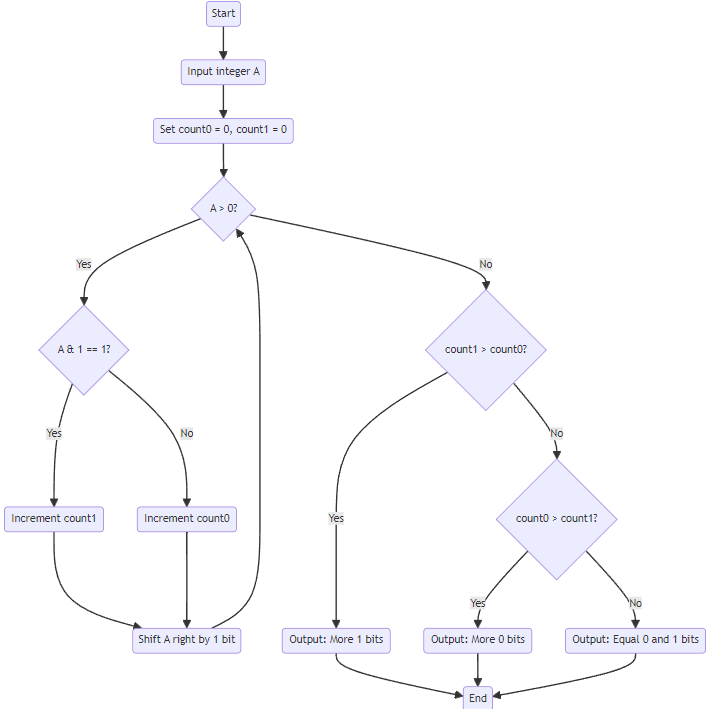 Start
Input integer A
Set count0 = 0, count1 = 0
A > 0?
Yes
No
A & 1 == 1?
count1 > count0?
Yes
No
No
Increment count1
Increment count0
Yes
count0 > count1?
Yes
No
Shift A right by 1 bit
Output: More 1 bits
Output: More 0 bits
Output: Equal 0 and 1 bits
End